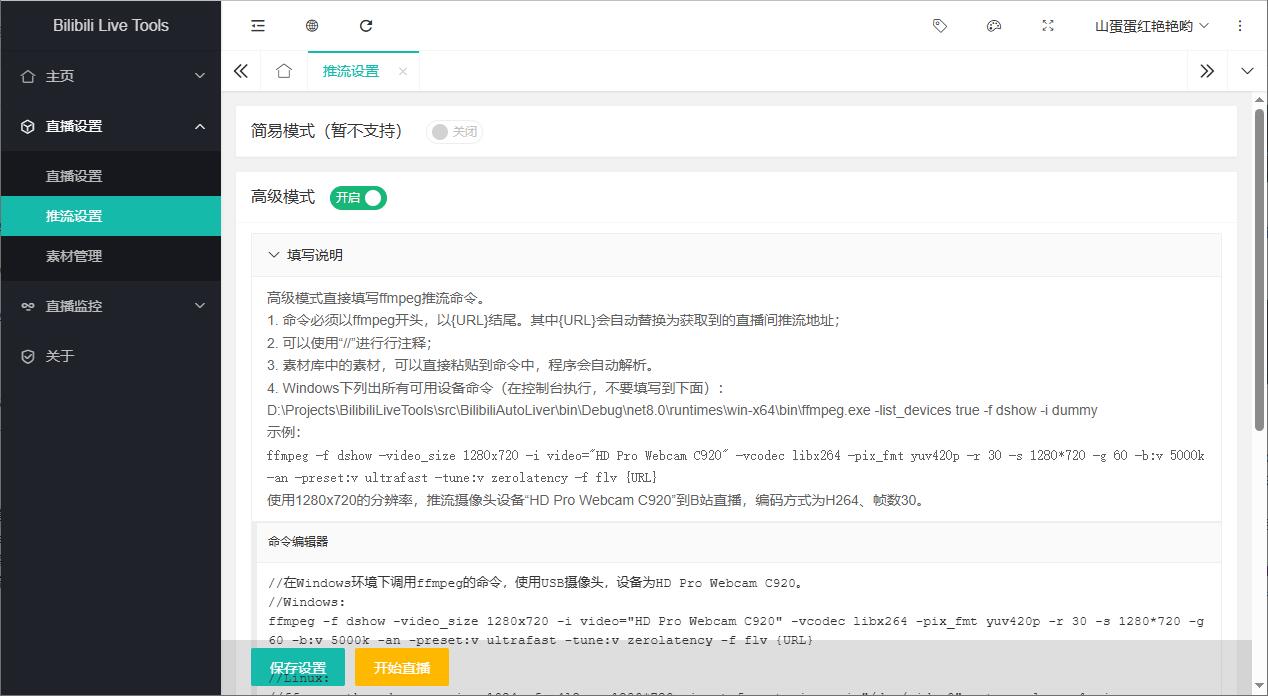 Bilibili Live Tools
山蛋蛋红艳艳哟
主页
推流设置
直播设置
直播设置
推流设置
素材管理
直播监控
关于
简易模式（暂不支持）
关闭
高级模式
开启
填写说明
高级模式直接填写ffmpeg推流命令。
1. 命令必须以ffmpeg开头，以{URL}结尾。其中{URL}会自动替换为获取到的直播间推流地址；
2. 可以使用“//”进行行注释；
3. 素材库中的素材，可以直接粘贴到命令中，程序会自动解析。
4. Windows下列出所有可用设备命令（在控制台执行，不要填写到下面）：
D:\Projects\BilibiliLiveTools\src\BilibiliAutoLiver\bin\Debug\net8.0\runtimes\win-x64\bin\ffmpeg.exe -list_devices true -f dshow -i dummy
示例：
ffmpeg -f dshow -video_size 1280x720 -i video="HD Pro Webcam C920" -vcodec libx264 -pix_fmt yuv420p -r 30 -s 1280*720 -g 60 -b:v 5000k
-an -preset:v ultrafast -tune:v zerolatency -f flv {URL}
使用1280x720的分辨率，推流摄像头设备“HD Pro Webcam C920”到B站直播，编码方式为H264、帧数30。
命令编辑器
//在Windows环境下调用ffmpeg的命令，使用USB摄像头，设备为HD Pro Webcam C920。
//Windows:
ffmpeg -f dshow -video_size 1280x720 -i video="HD Pro Webcam C920" -vcodec libx264 -pix_fmt yuv420p -r 30 -s 1280*720 -g
60 -b:v 5000k -an -preset:v ultrafast -tune:v zerolatency -f flv {URL}
保存设置
开始直播
//Linux: